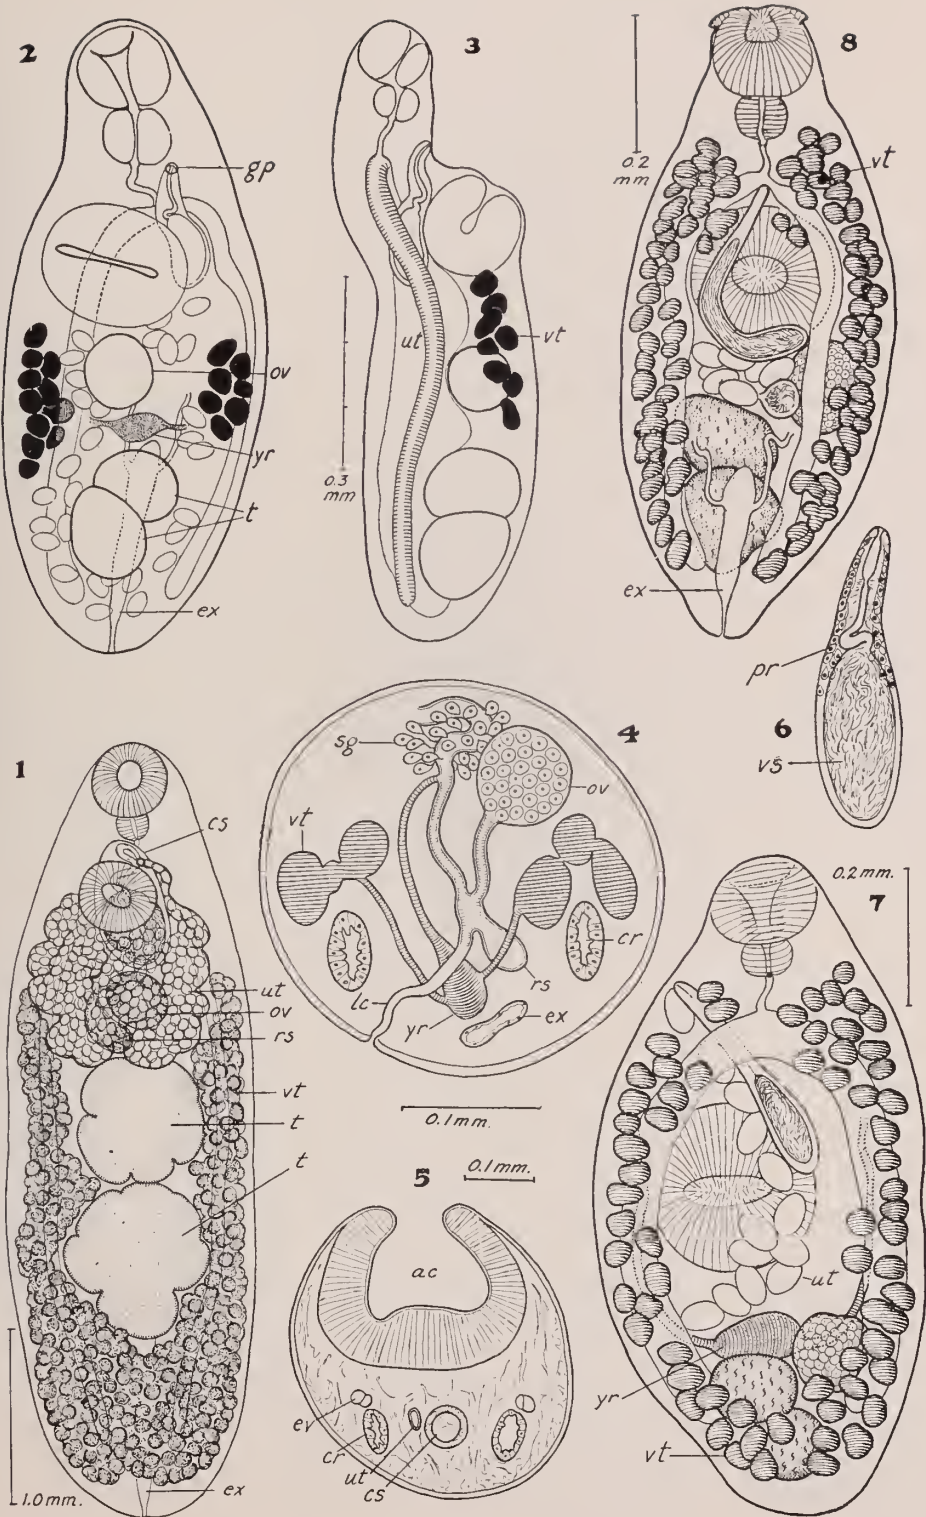 2
gp
ov
yr
t
ex
3
ut
vt
0.3
mm
8
0.2
mm
vt
ex
6
pr
vs
1
cs
ut
ov
rs
vt
t
t
ex
1.0mm.
4
sg
ov
vt
cr
rs
lc
yr
ex
0.1mm.
5
0.1mm.
ac
ev
cr
ut
cs
7
0.2mm.
ut
yr
vt